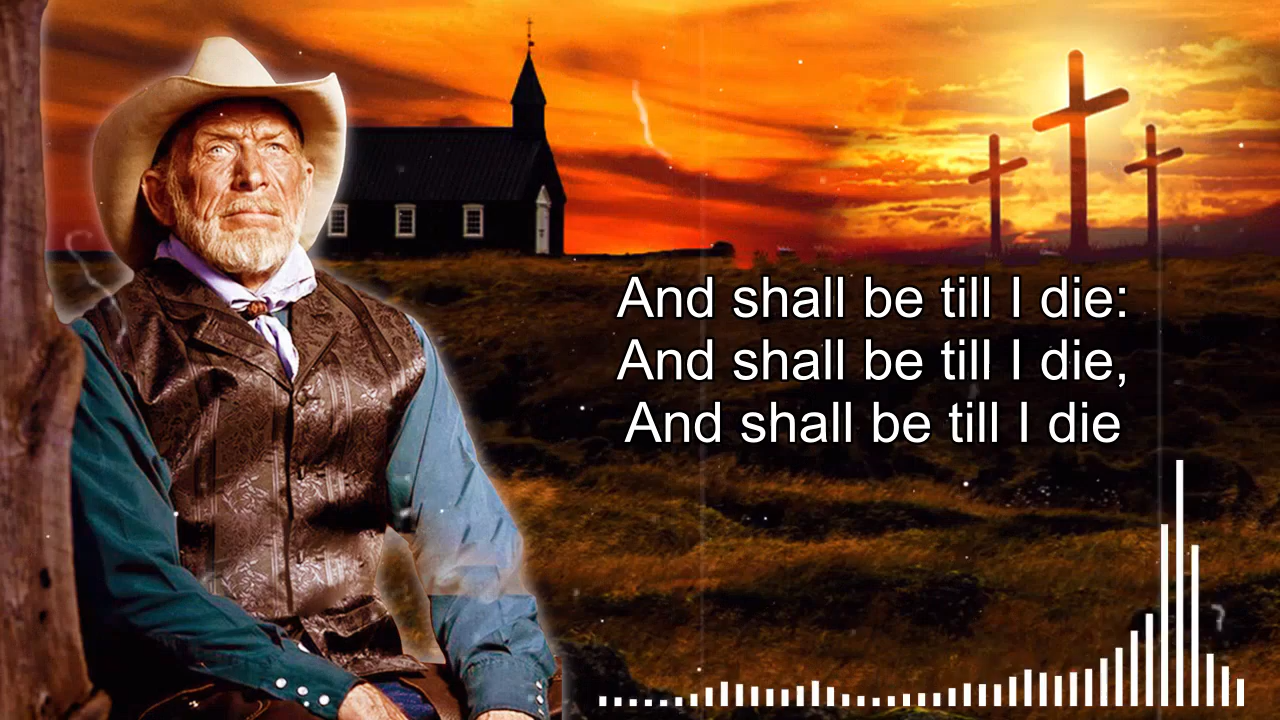 And shall be till I die:
And shall be till I die,
And shall be till I die